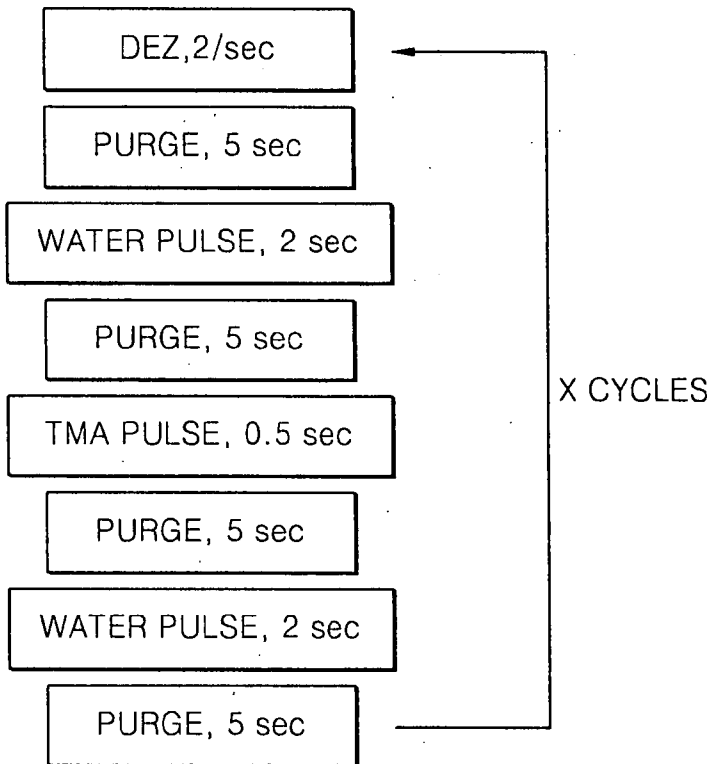 DEZ,2/sec
PURGE, 5 sec
WATER PULSE, 2 sec
PURGE, 5 sec
TMA PULSE, 0.5 sec
PURGE, 5 sec
WATER PULSE, 2 sec
PURGE, 5 sec
X CYCLES